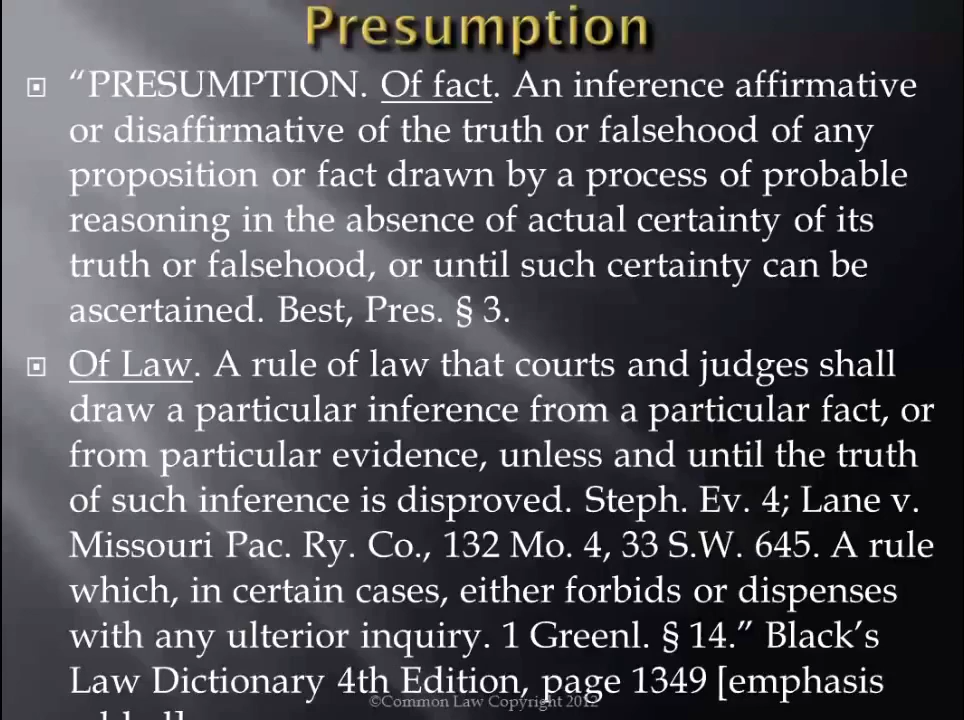 Presumption
“PRESUMPTION. Of fact. An inference affirmative
or disaffirmative of the truth or falsehood of any
proposition or fact drawn by a process of probable
reasoning in the absence of actual certainty of its
truth or falsehood, or until such certainty can be
ascertained. Best, Pres. § 3.
Of Law. A rule of law that courts and judges shall
draw a particular inference from a particular fact, or
from particular evidence, unless and until the truth
of such inference is disproved. Steph. Ev. 4; Lane v.
Missouri Pac. Ry. Co., 132 Mo. 4, 33 S.W. 645. A rule
which, in certain cases, either forbids or dispenses
with any ulterior inquiry. 1 Greenl. § 14.” Black’s
Law Dictionary 4th Edition, page 1349 [emphasis
©Common Law Copyright 2012